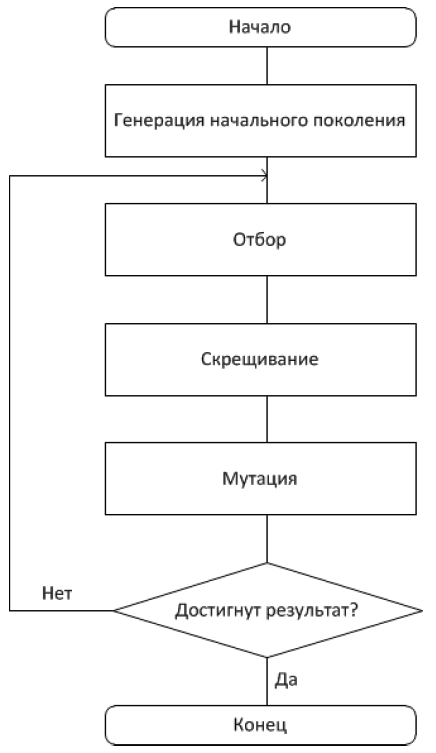 Начало
Генерация начального поколения
Отбор
Скрещивание
Мутация
Достигнут результат?
Нет
Да
Конец